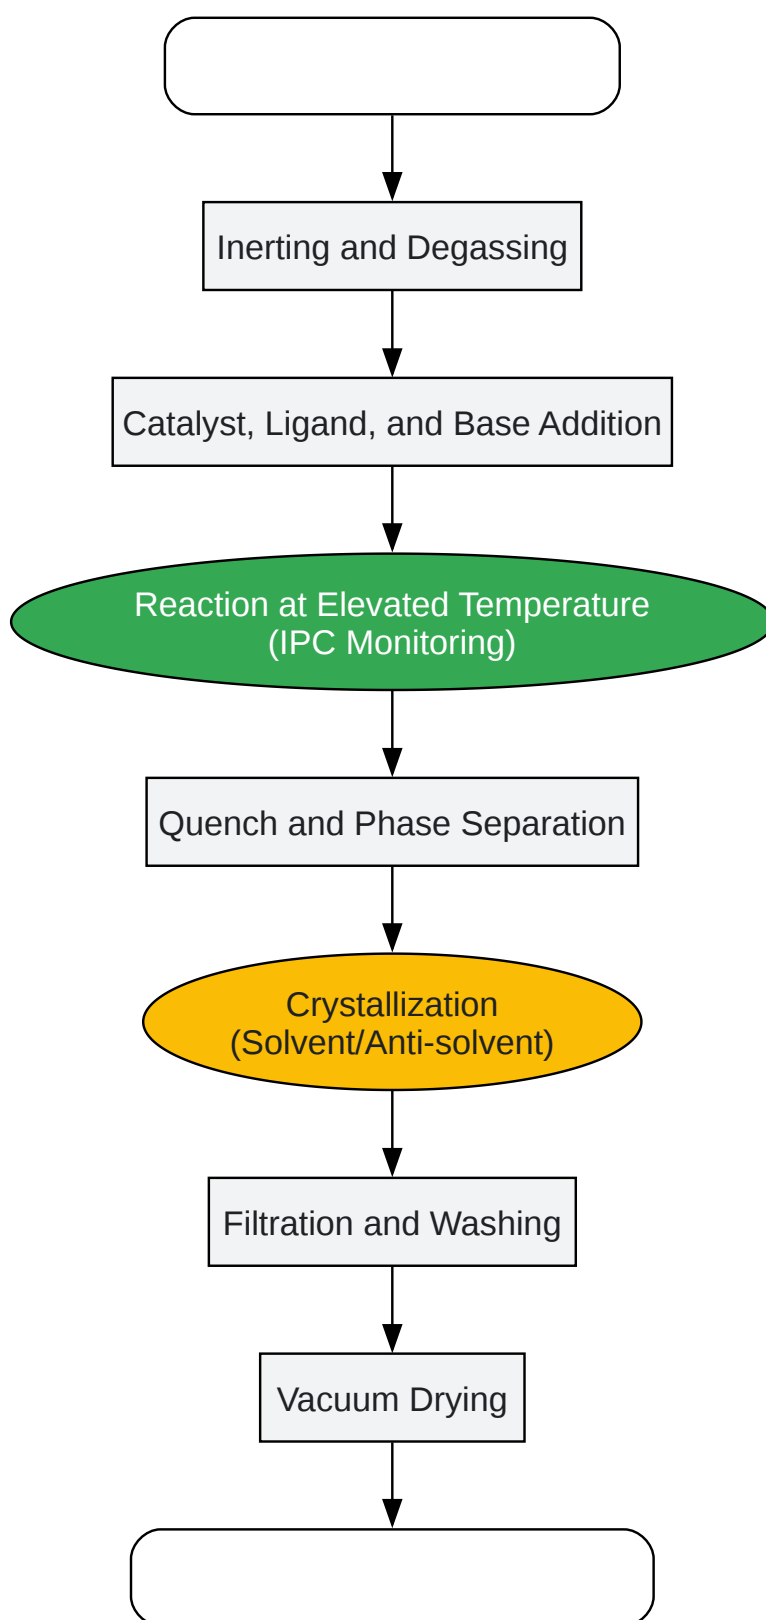 Inerting and Degassing
Catalyst, Ligand, and Base Addition
Reaction at Elevated Temperature
(IPC Monitoring)
Quench and Phase Separation
Crystallization
(Solvent/Anti-solvent)
Filtration and Washing
Vacuum Drying